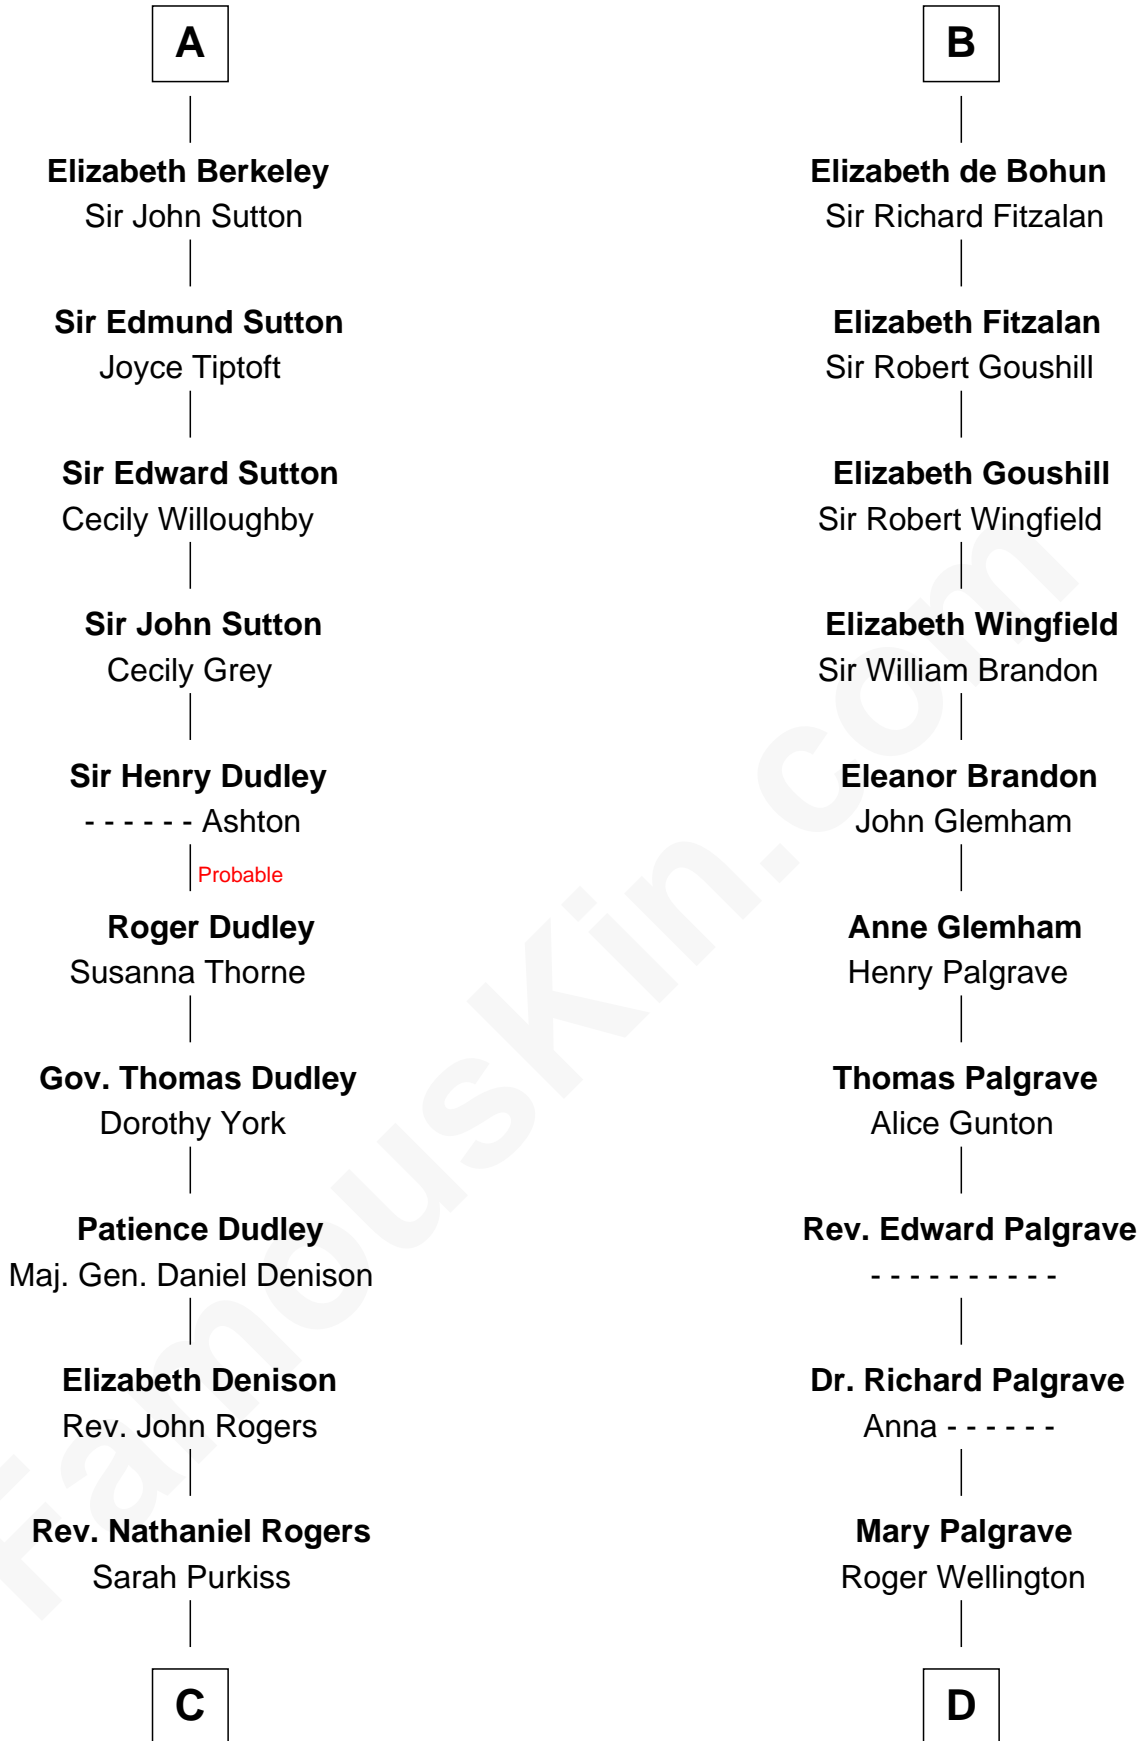 A
Elizabeth Berkeley
Sir John Sutton
Sir Edmund Sutton
Joyce Tiptoft
Sir Edward Sutton
Cecily Willoughby
Sir John Sutton
Cecily Grey
Sir Henry Dudley
- - - - - - Ashton
Probable
Roger Dudley
Susanna Thorne
Gov. Thomas Dudley
Dorothy York
Patience Dudley
Maj. Gen. Daniel Denison
Elizabeth Denison
Rev. John Rogers
Rev. Nathaniel Rogers
Sarah Purkiss
C
B
Elizabeth de Bohun
Sir Richard Fitzalan
Elizabeth Fitzalan
Sir Robert Goushill
Elizabeth Goushill
Sir Robert Wingfield
Elizabeth Wingfield
Sir William Brandon
Eleanor Brandon
John Glemham
Anne Glemham
Henry Palgrave
Thomas Palgrave
Alice Gunton
Rev. Edward Palgrave
- - - - - - - - - -
Dr. Richard Palgrave
Anna - - - - - -
Mary Palgrave
Roger Wellington
D
FamousKin.com